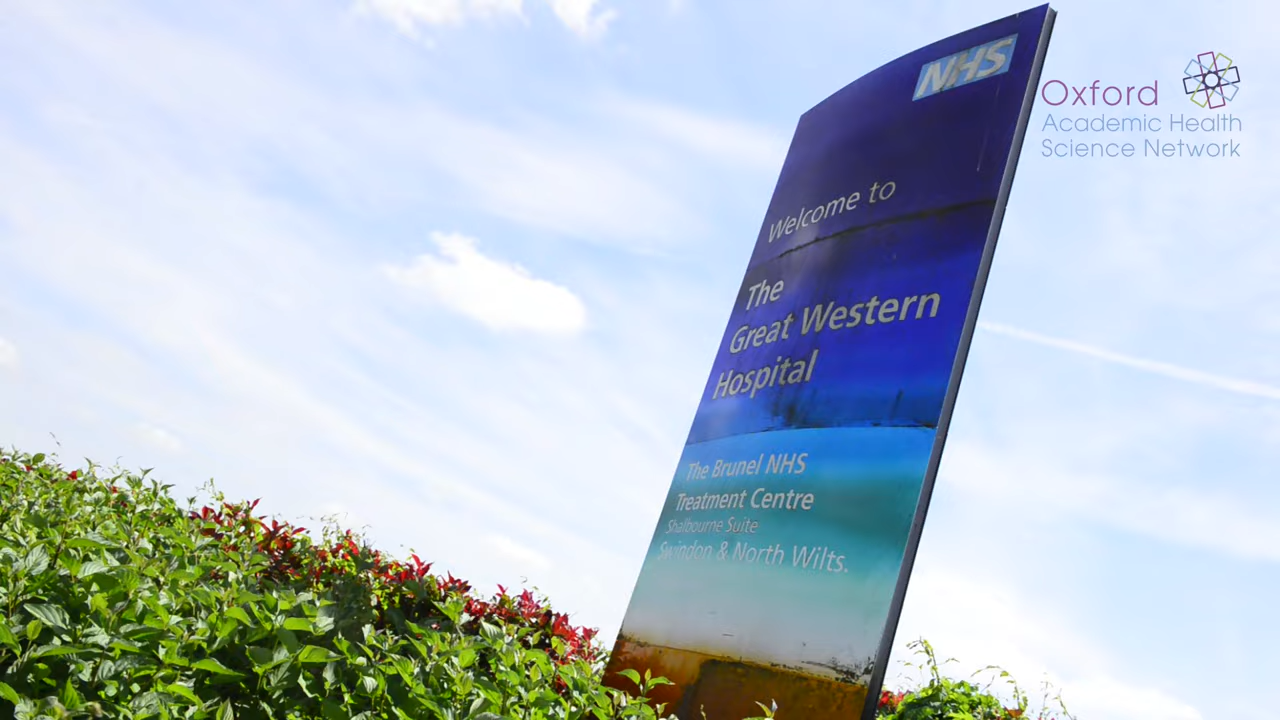 NHS
Welcome to
The
Great Western
Hospital
The Brunel NHS
Treatment Centre
Shalbourne Suite
Swindon & North Wilts.
Oxford
Academic Health
Science Network